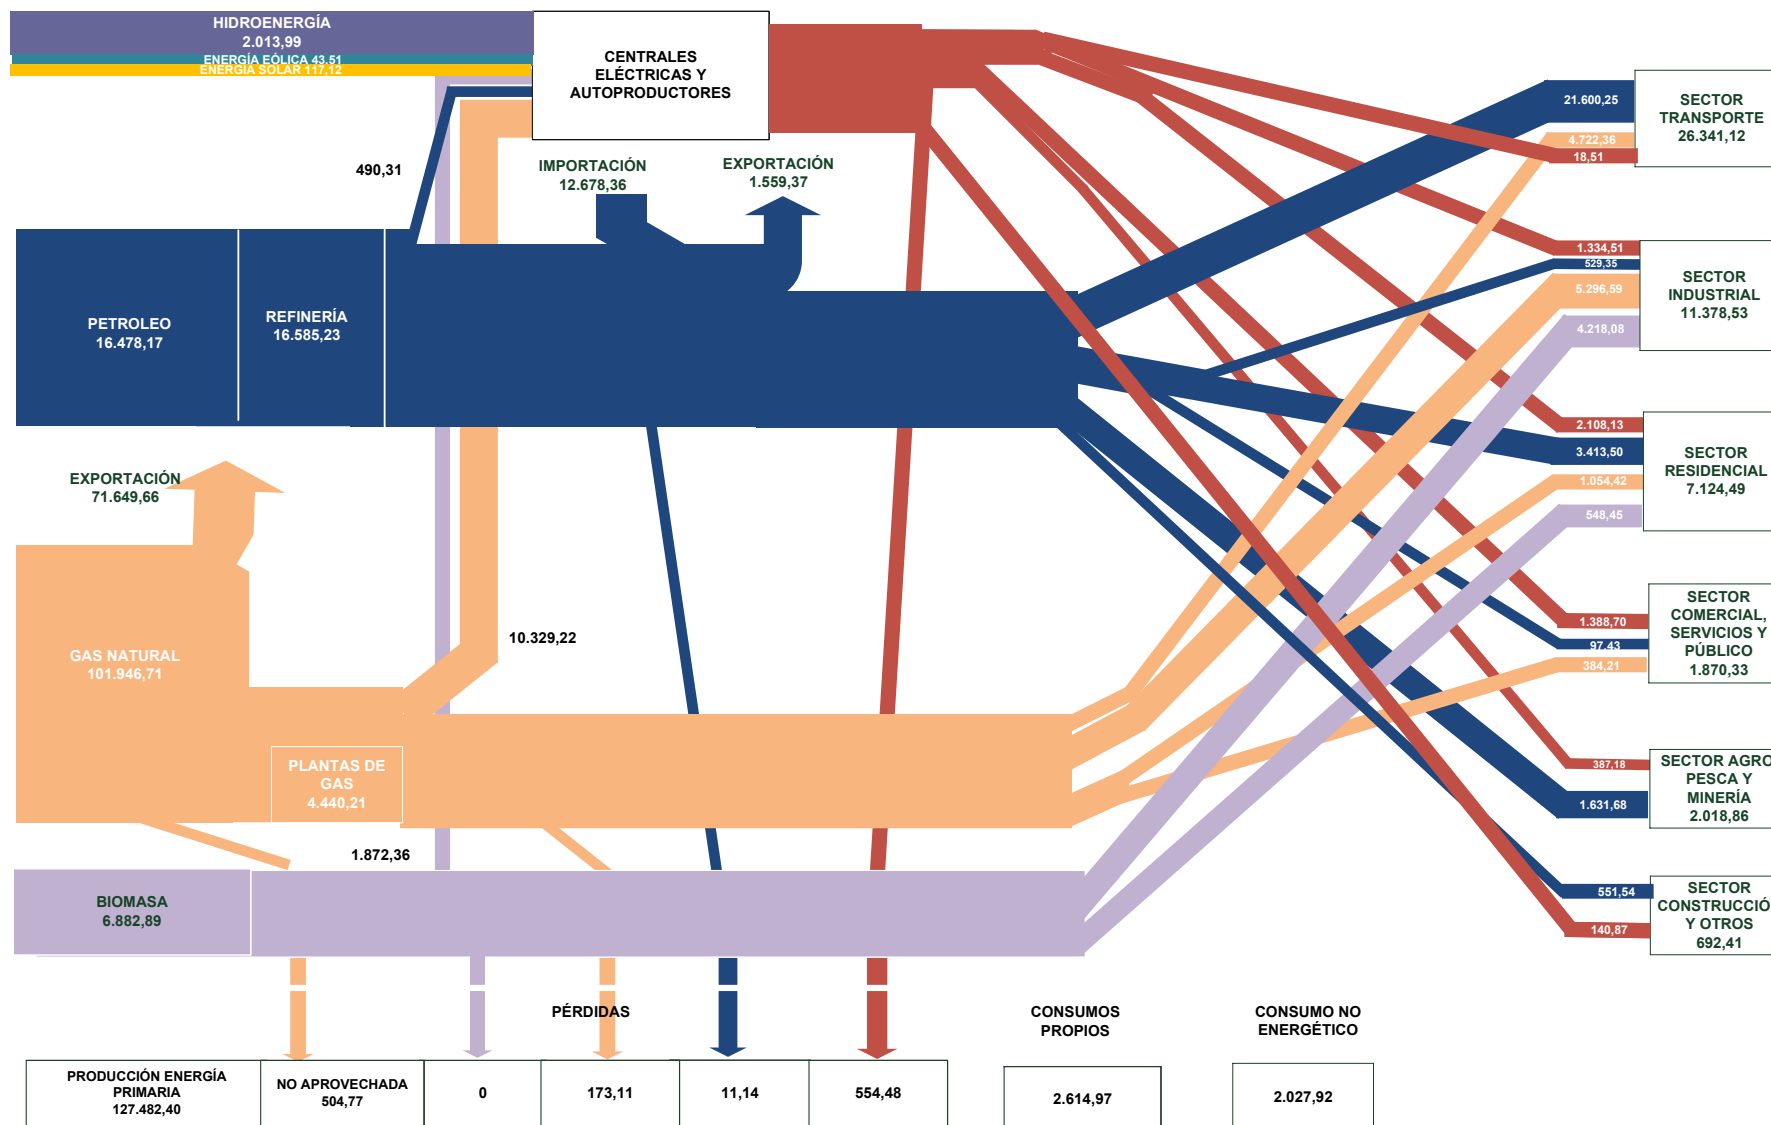 HIDROENERGÍA
2.013,99
ENERGÍA EÓLICA 43,51
ENERGÍA SOLAR 117,12
CENTRALES
ELÉCTRICAS Y
AUTOPRODUCTORES
490,31
IMPORTACIÓN
12.678,36
EXPORTACIÓN
1.559,37
PETROLEO
16.478,17
REFINERÍA
16.585,23
EXPORTACIÓN
71.649,66
GAS NATURAL
101.946,71
10.329,22
PLANTAS DE
GAS
4.440,21
1.872,36
BIOMASA
6.882,89
21.600,25
4.722,36
18,51
SECTOR
TRANSPORTE
26.341,12
1.334,51
529,35
5.296,59
4.218,08
SECTOR
INDUSTRIAL
11.378,53
2.108,13
3.413,50
1.054,42
548,45
SECTOR
RESIDENCIAL
7.124,49
1.388,70
97,43
384,21
SECTOR
COMERCIAL,
SERVICIOS Y
PÚBLICO
1.870,33
387,18
1.631,68
SECTOR AGRO
PESCA Y
MINERÍA
2.018,86
551,54
140,87
SECTOR
CONSTRUCCIÓ
Y OTROS
692,41
PÉRDIDAS
CONSUMOS
PROPIOS
CONSUMO NO
ENERGÉTICO
PRODUCCIÓN ENERGÍA
PRIMARIA
127.482,40
NO APROVECHADA
504,77
0
173,11
11,14
554,48
2.614,97
2.027,92